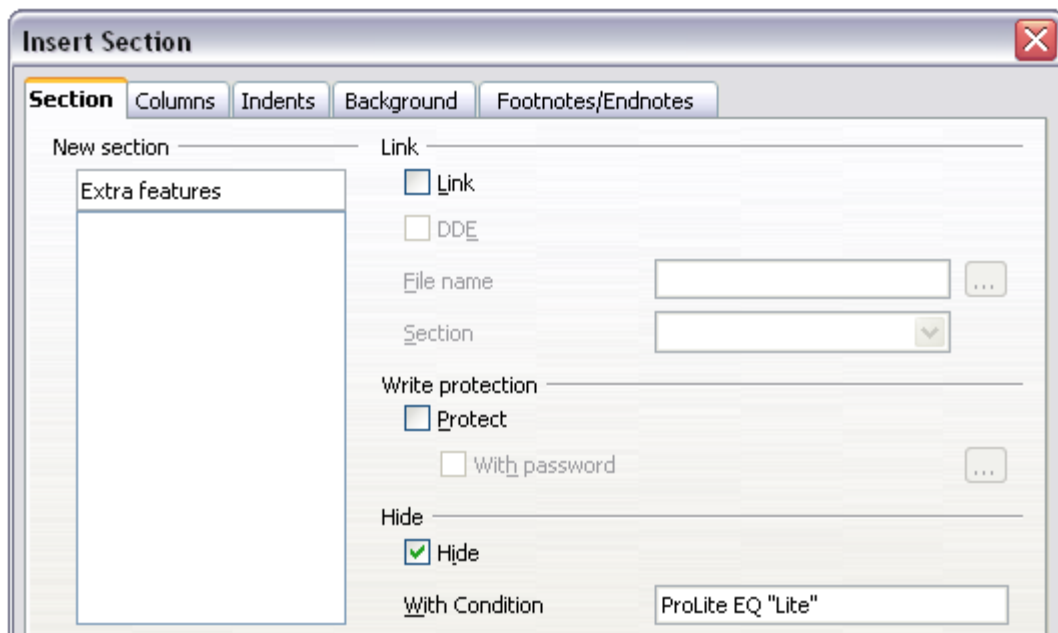 Insert Section
Section Columns Indents Background Footnotes/Endnotes
New section
Extra features
Link
Link
DDE
File name ...
Section
Write protection
Protect
With password ...
Hide
Hide
With Condition ProLite EQ "Lite"